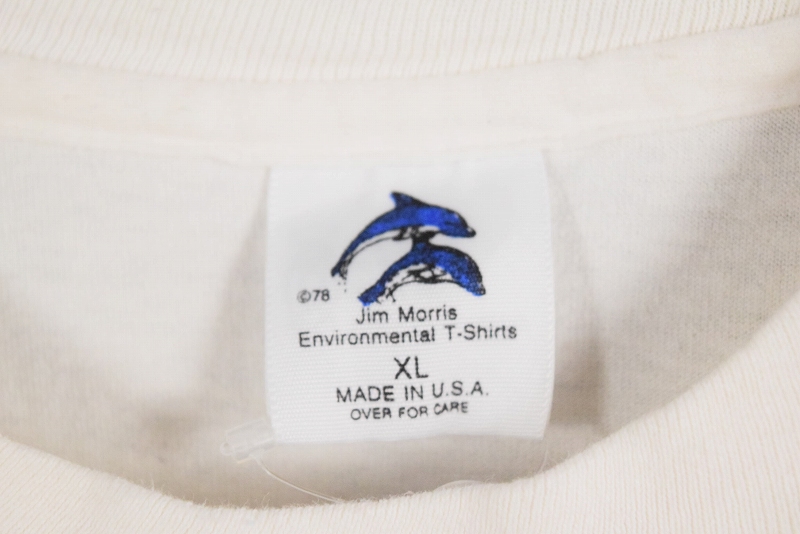 ©78
Jim Morris
Environmental T-Shirts
XL
MADE IN U.S.A.
OVER FOR CARE